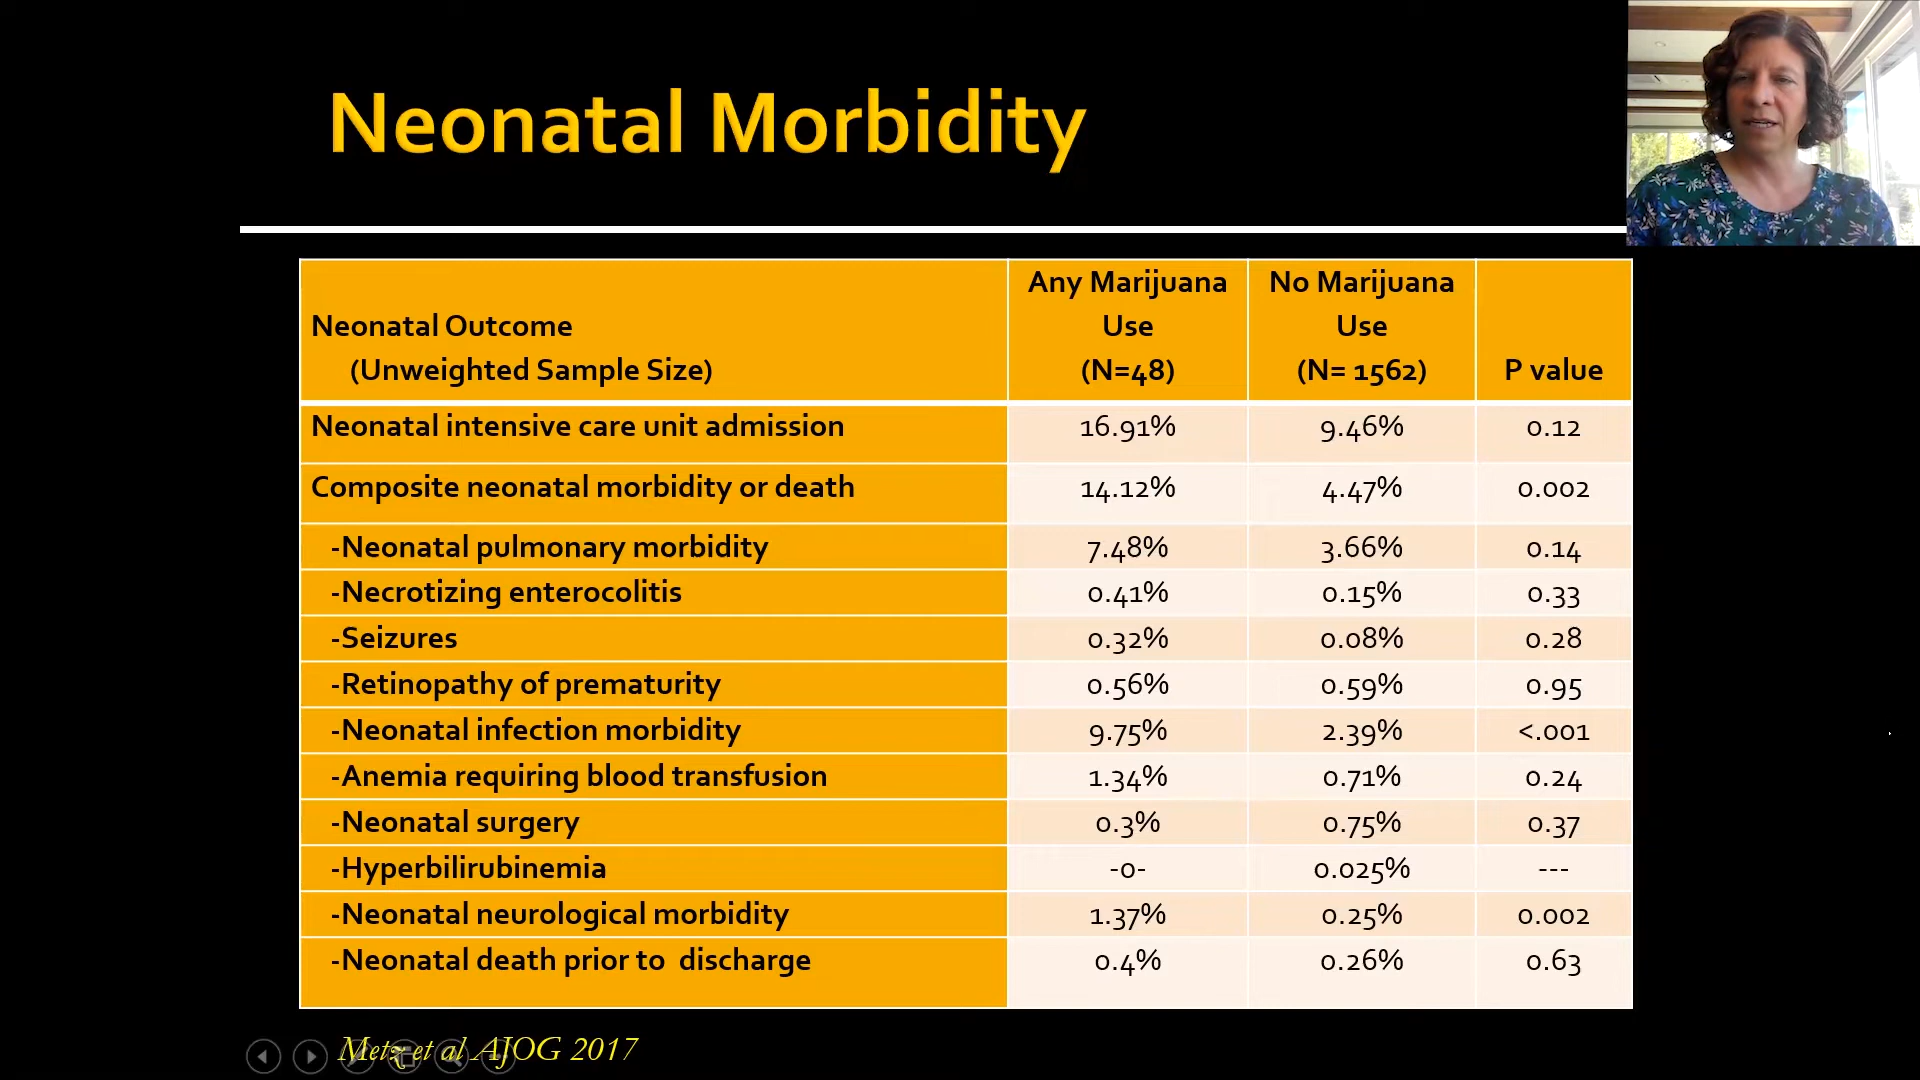 Neonatal Morbidity
Neonatal Outcome
(Unweighted Sample Size)
Any Marijuana
Use
(N=48)
No Marijuana
Use
(N= 1562)
P value
Neonatal intensive care unit admission 16.91% 9.46% 0.12
Composite neonatal morbidity or death 14.12% 4.47% 0.002
-Neonatal pulmonary morbidity 7.48% 3.66% 0.14
-Necrotizing enterocolitis 0.41% 0.15% 0.33
-Seizures 0.32% 0.08% 0.28
-Retinopathy of prematurity 0.56% 0.59% 0.95
-Neonatal infection morbidity 9.75% 2.39% <.001
-Anemia requiring blood transfusion 1.34% 0.71% 0.24
-Neonatal surgery 0.3% 0.75% 0.37
-Hyperbilirubinemia -0- 0.025% ---
-Neonatal neurological morbidity 1.37% 0.25% 0.002
-Neonatal death prior to discharge 0.4% 0.26% 0.63
Metz et al AJOG 2017